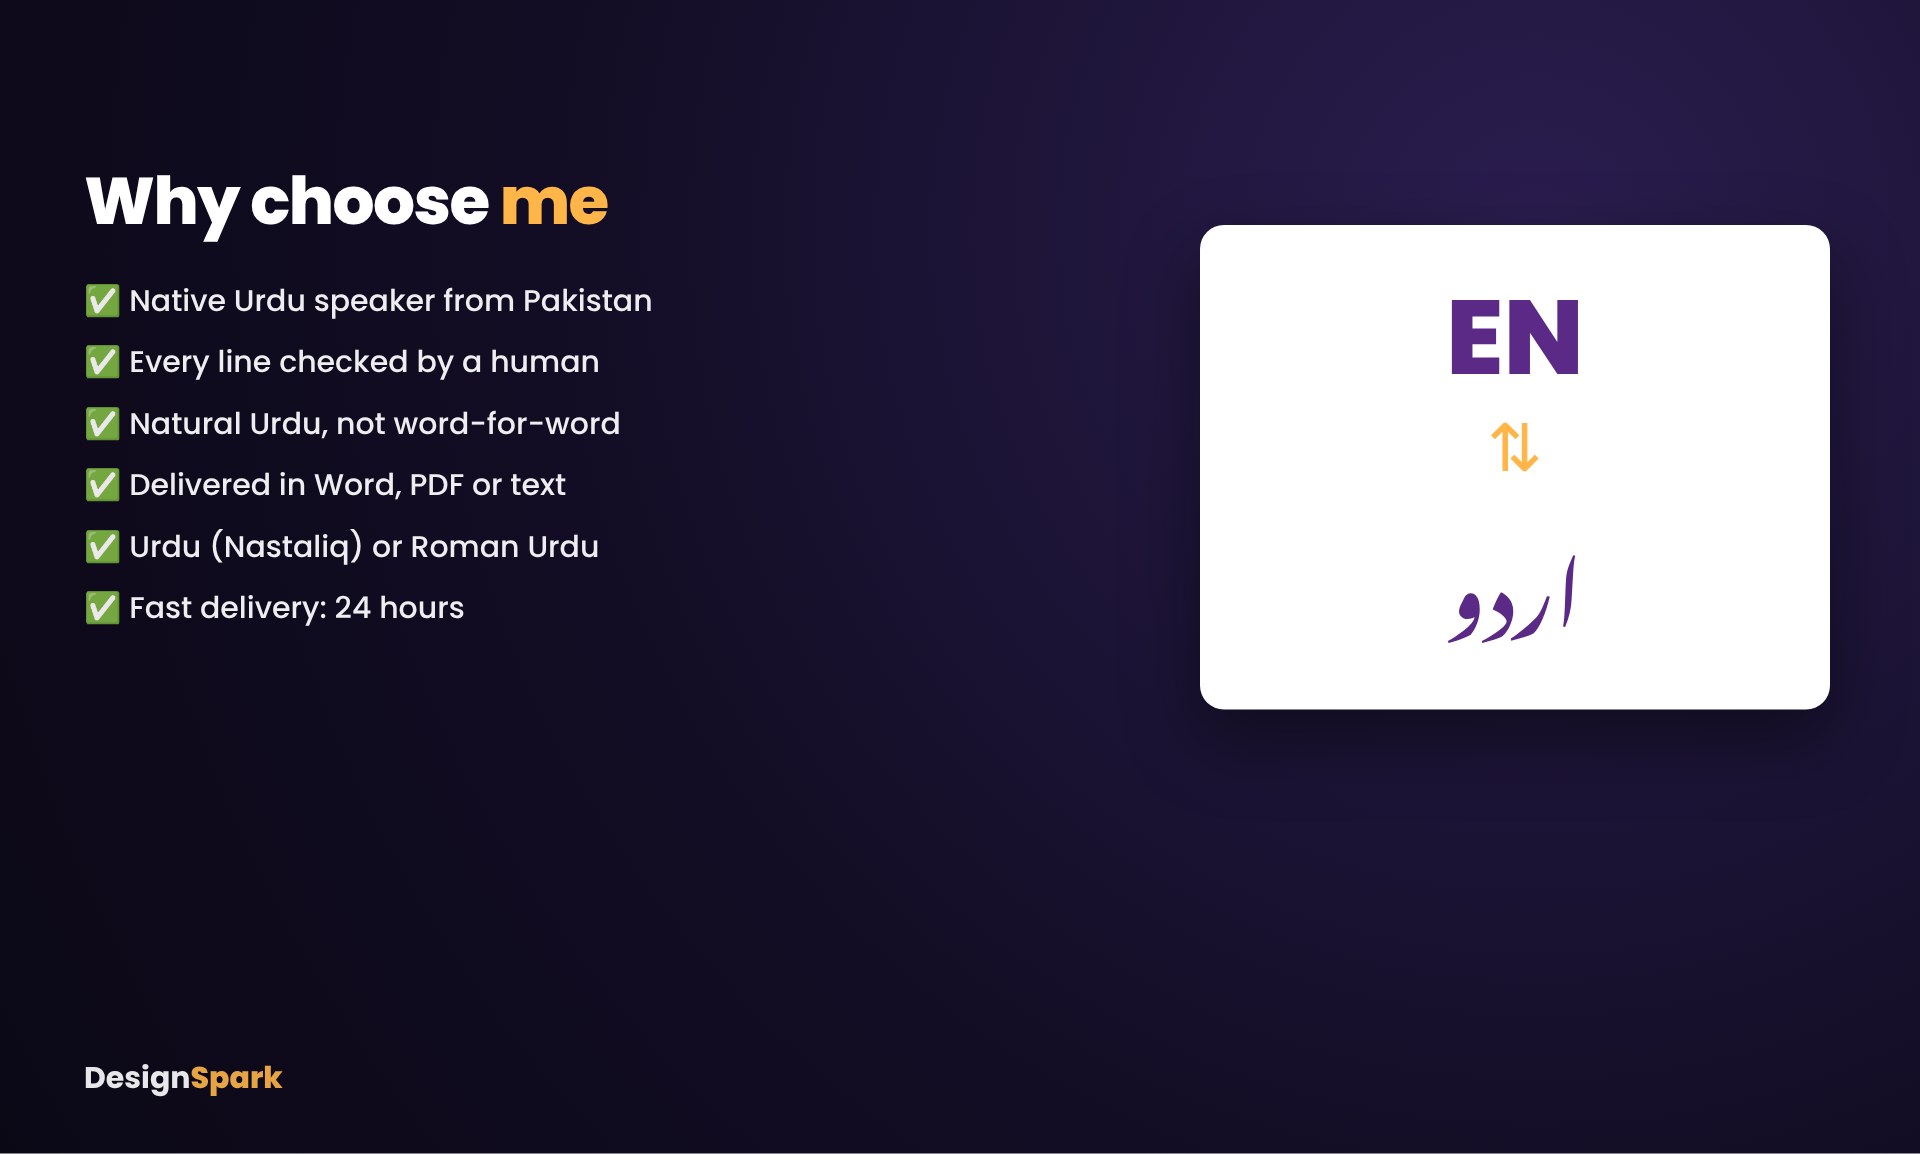 Why choose me
✅ Native Urdu speaker from Pakistan
✅ Every line checked by a human
✅ Natural Urdu, not word-for-word
✅ Delivered in Word, PDF or text
✅ Urdu (Nastaliq) or Roman Urdu
✅ Fast delivery: 24 hours
EN
⇅
اردو
DesignSpark